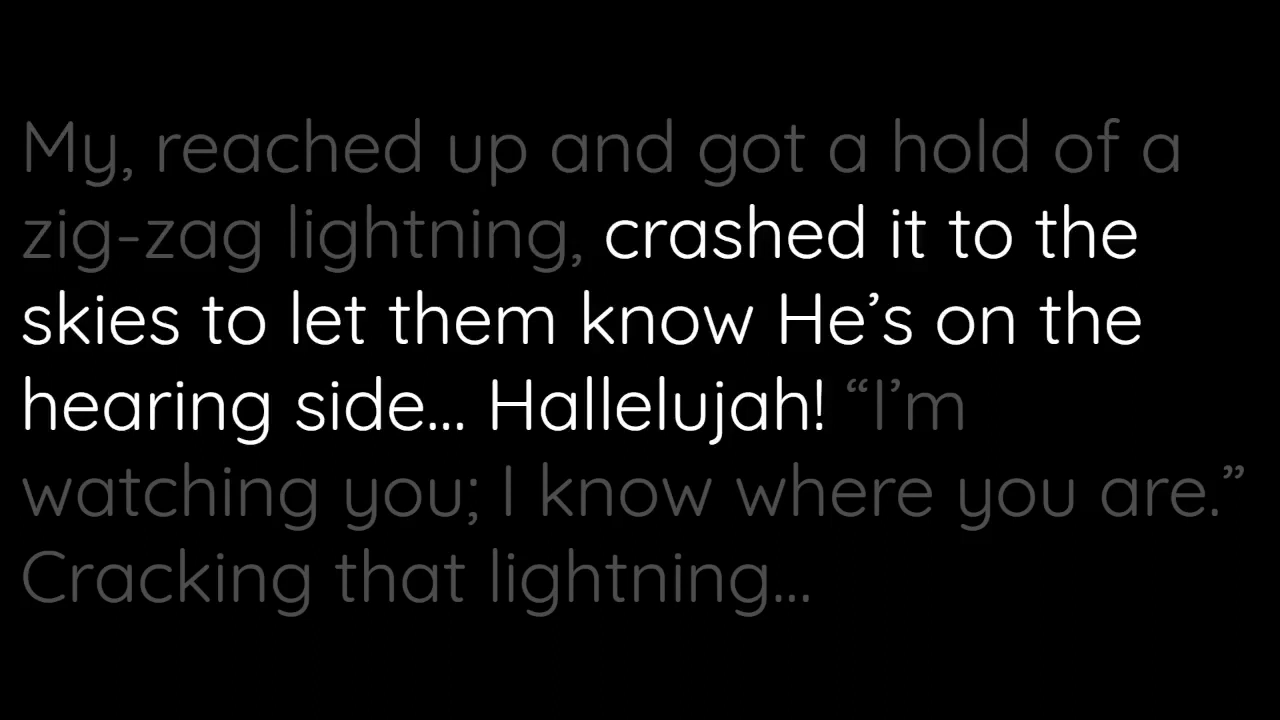 My, reached up and got a hold of a
zig-zag lightning, crashed it to the
skies to let them know He’s on the
hearing side... Hallelujah! “I’m
watching you; I know where you are.”
Cracking that lightning...